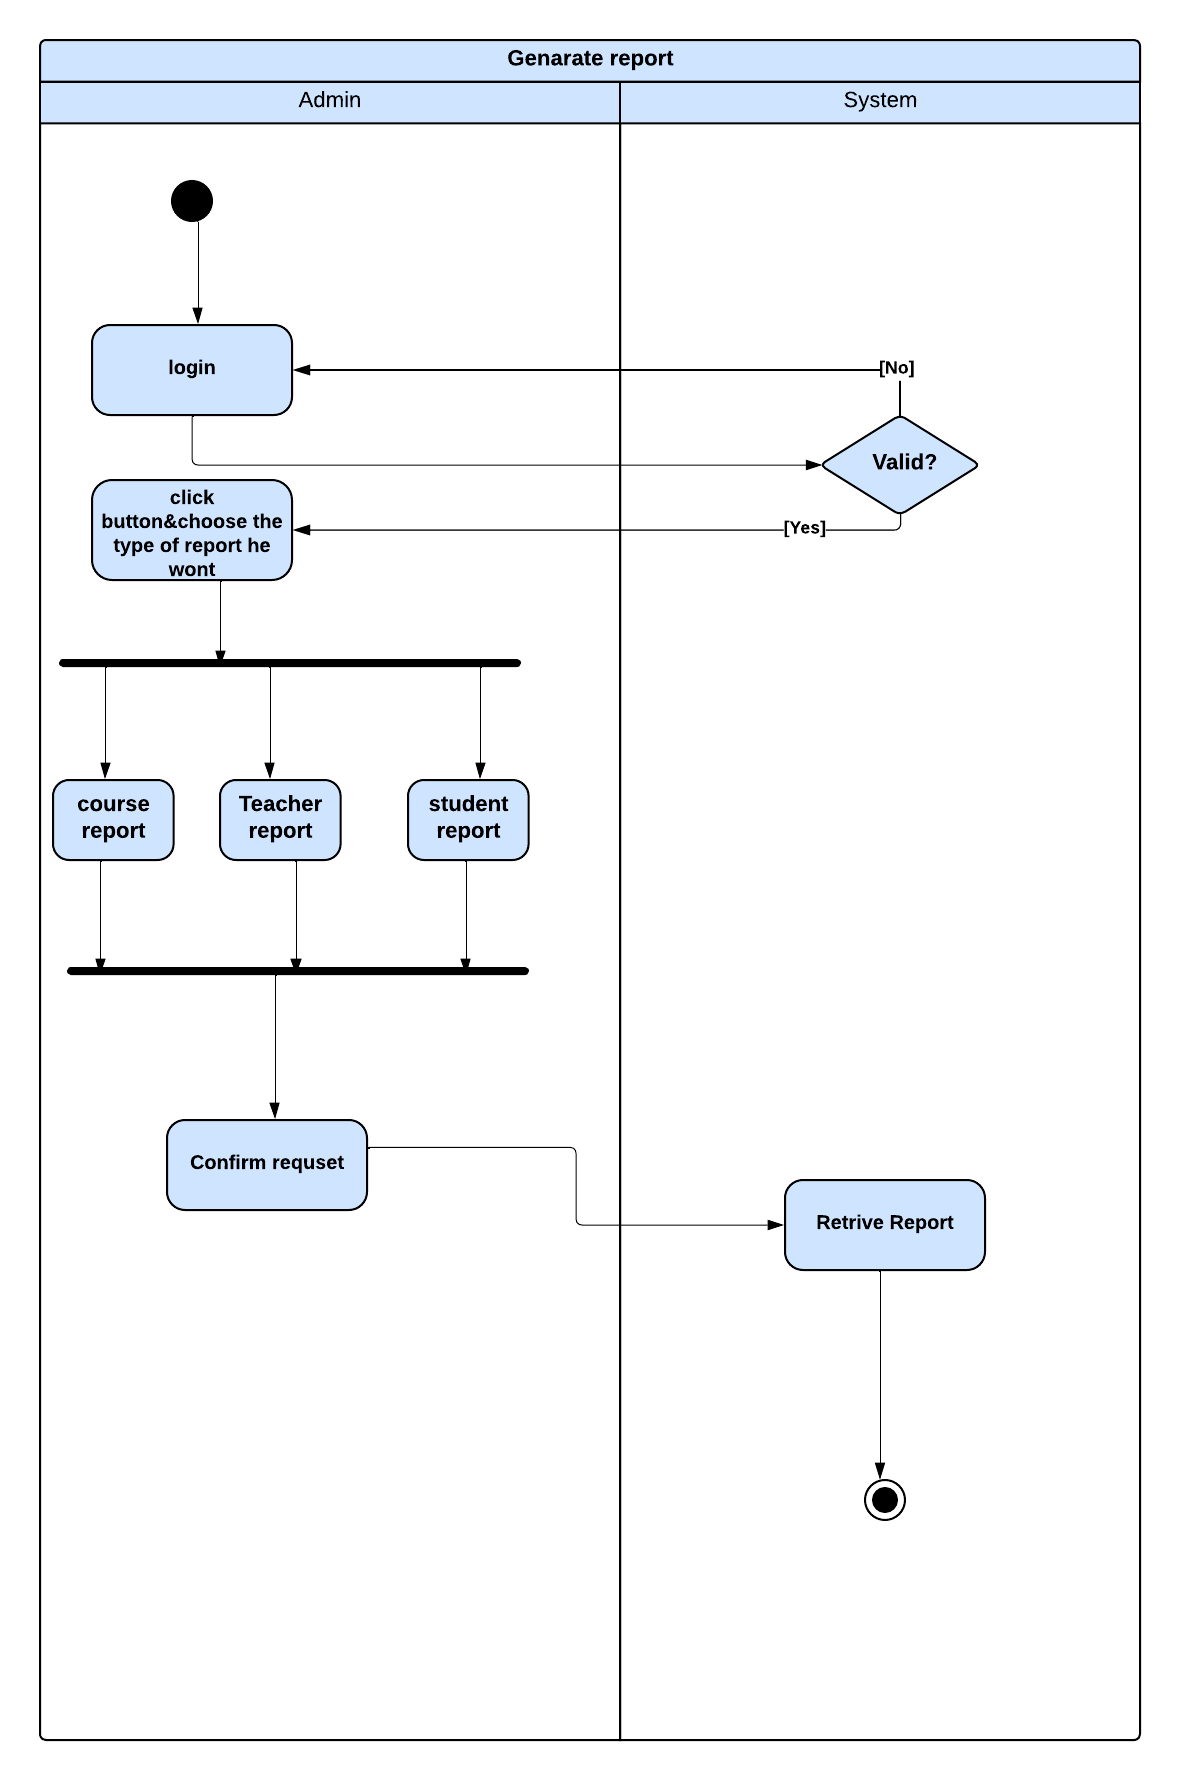 Genarate report
Admin
System
login
[No]
Valid?
click
button&choose the
type of report he
wont
[Yes]
course
report
Teacher
report
student
report
Confirm requset
Retrive Report